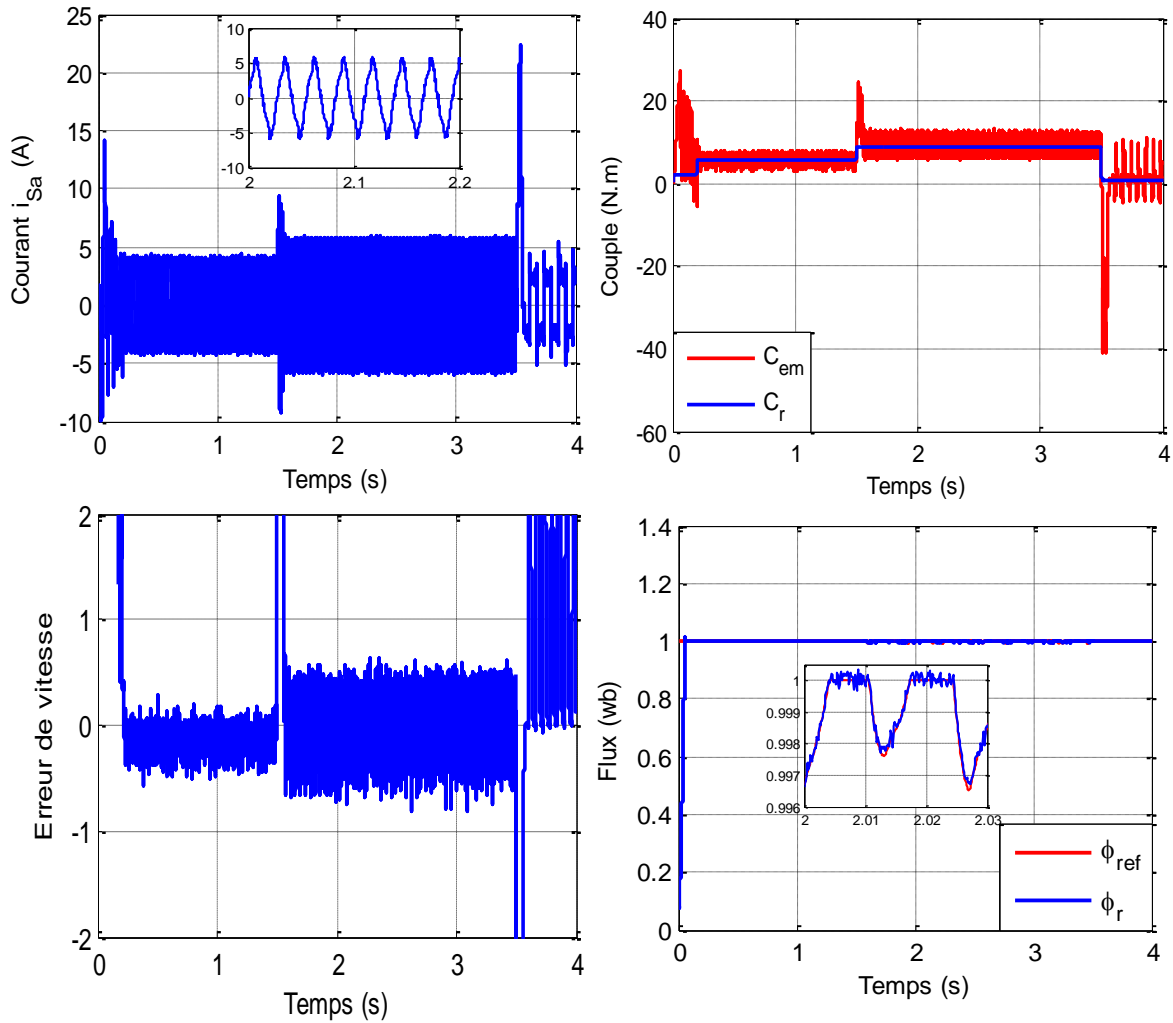 25
20
15
10
5
0
-5
-10
0 1 2 3 4
Courant i_Sa (A)
Temps (s)
10
5
0
-5
-10
2 2.1 2.2
40
20
0
-20
-40
-60
0 1 2 3 4
Couple (N.m)
Temps (s)
C_em
C_r
2
1
0
-1
-2
0 1 2 3 4
Erreur de vitesse
Temps (s)
1.4
1.2
1
0.8
0.6
0.4
0.2
0
0 1 2 3 4
Flux (wb)
Temps (s)
1
0.999
0.998
0.997
0.996
2 2.01 2.02 2.03
ϕ_ref
ϕ_r